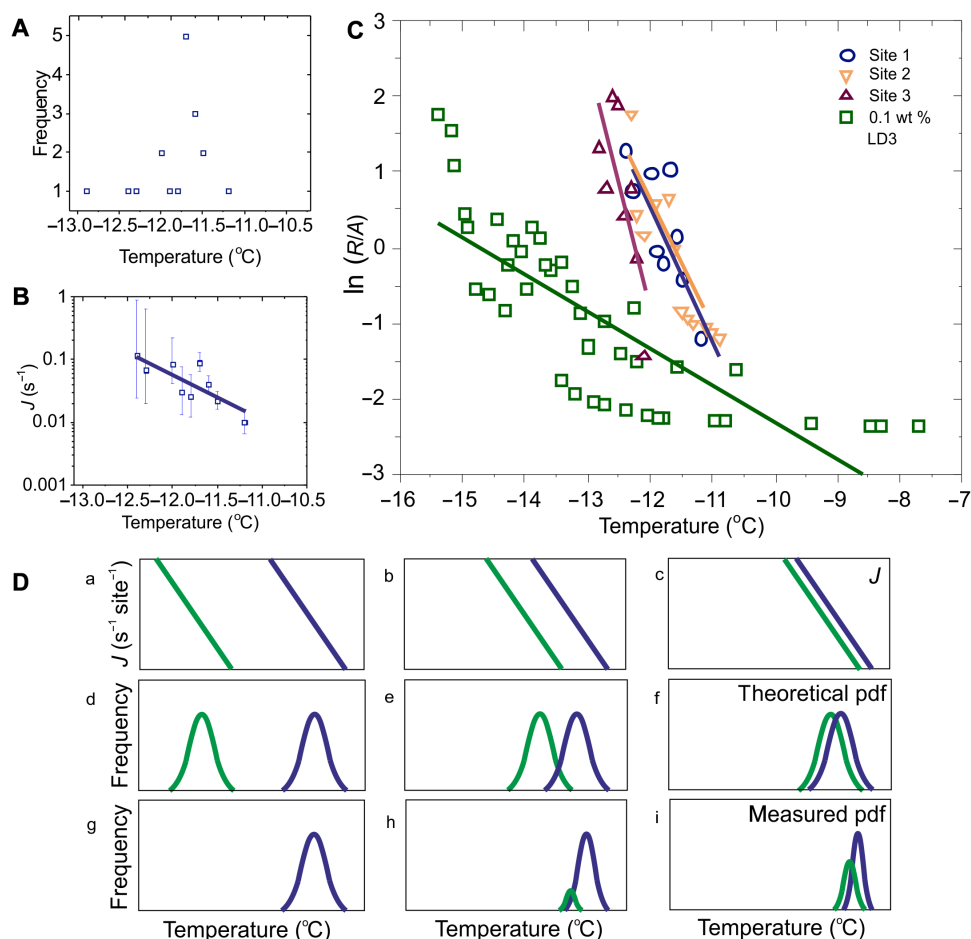 A
Frequency
5
4
3
2
1
−13.0 −12.5 −12.0 −11.5 −11.0 −10.5
Temperature (°C)
B
J (s⁻¹)
1
0.1
0.01
0.001
−13.0 −12.5 −12.0 −11.5 −11.0 −10.5
Temperature (°C)
C
Site 1
Site 2
Site 3
0.1 wt %
LD3
ln (R/A)
2
1
0
−1
−2
−3
−16 −15 −14 −13 −12 −11 −10 −9 −8 −7
Temperature (°C)
D
a
b
c
J
J (s⁻¹ site⁻¹)
d
e
f
Theoretical pdf
Frequency
g
h
i
Measured pdf
Frequency
Temperature (°C) Temperature (°C) Temperature (°C)